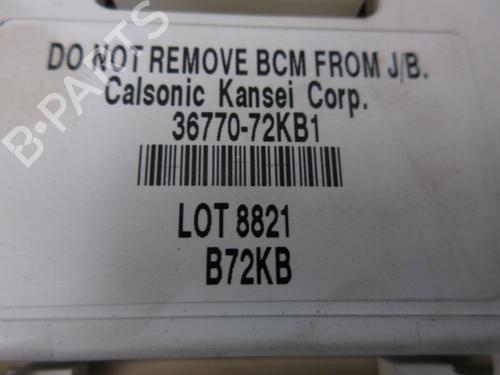 DO NOT REMOVE BCM FROM J/B.
Calsonic Kansei Corp.
36770-72KB1
LOT 8821
B72KB
B-PARTS